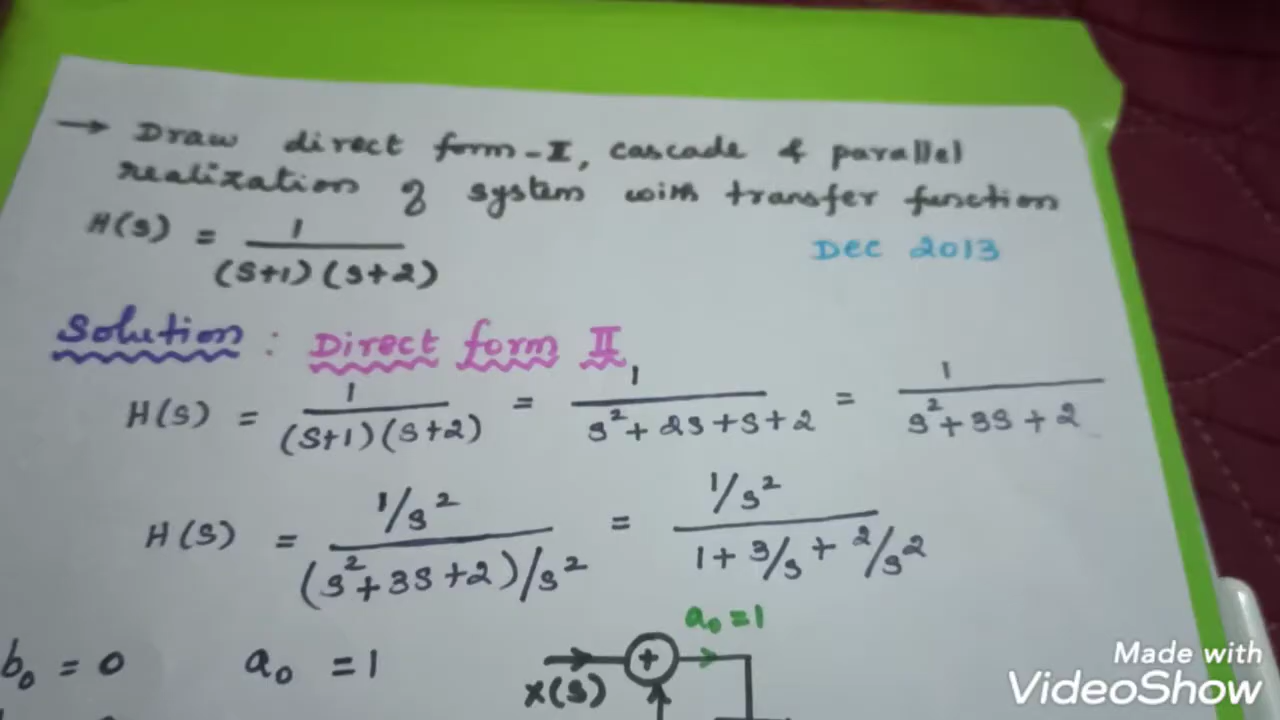 → Draw direct form-II, cascade & parallel
realization of system with transfer function
H(s) = 1/((s+1)(s+2))
Dec 2013
Solution : Direct form II
H(s) = 1/((s+1)(s+2)) = 1/(s²+2s+s+2) = 1/(s²+3s+2)
H(s) = (1/s²)/((s²+3s+2)/s²) = (1/s²)/(1+3/s+2/s²)
a₀=1
b₀ = 0 a₀ = 1 +
X(s)
Made with
VideoShow